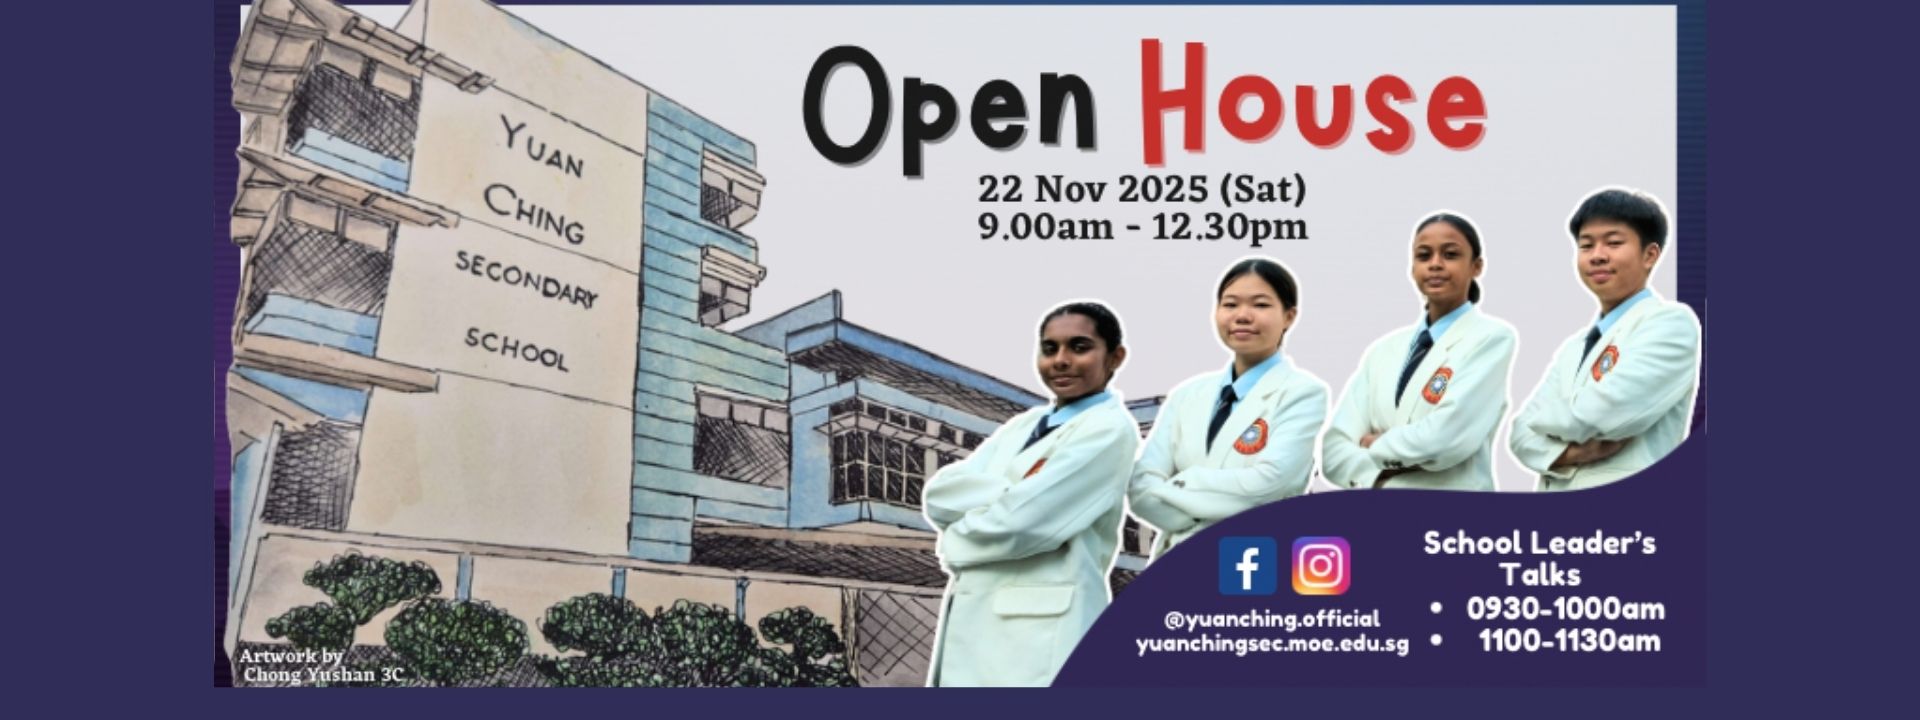 Yuan
Ching
Secondary
School
Open House
22 Nov 2025 (Sat)
9.00am - 12.30pm
@yuanching.official
yuanchingsec.moe.edu.sg
School Leader's
Talks
• 0930-1000am
• 1100-1130am
Artwork by
Chong Yushan 3C